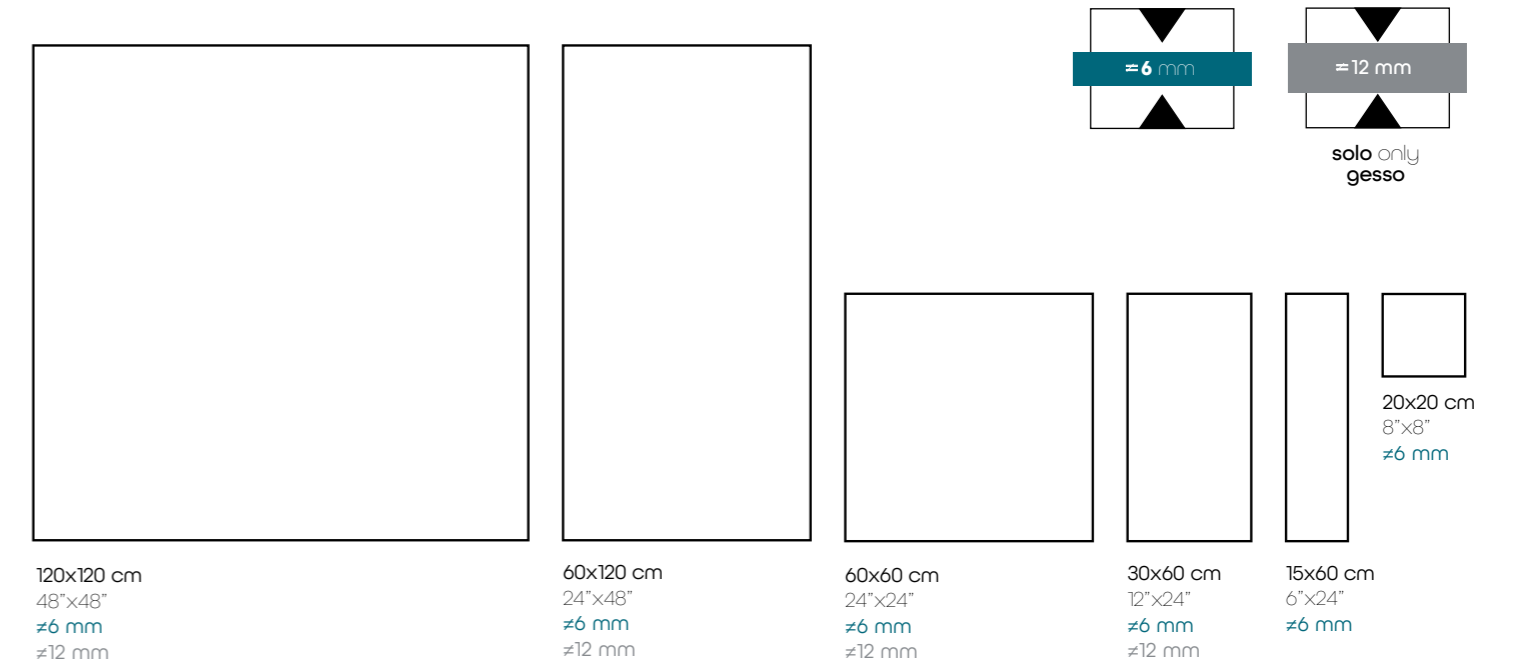 ≠6 mm
≠12 mm
solo only
gesso
120x120 cm
48”x48”
≠6 mm
≠12 mm
60x120 cm
24”x48”
≠6 mm
≠12 mm
60x60 cm
24”x24”
≠6 mm
≠12 mm
30x60 cm
12”x24”
≠6 mm
≠12 mm
15x60 cm
6”x24”
≠6 mm
20x20 cm
8”x8”
≠6 mm